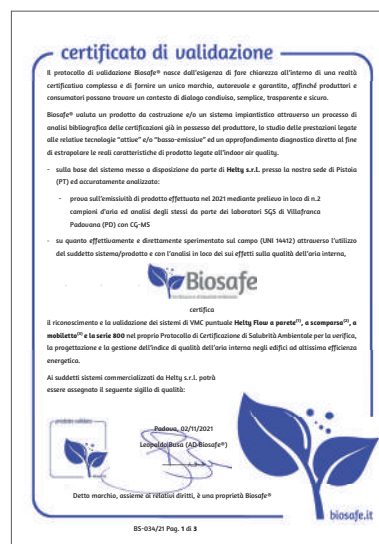 certificato di validazione
Il protocollo di validazione Biosafe® nasce dall'esigenza di fare chiarezza all'interno di una realtà
certificativa complessa e di fornire un unico marchio, autorevole e garantito, affinché produttori e
consumatori possano trovare un contesto di dialogo condiviso, semplice, trasparente e sicuro.
Biosafe® valuta un prodotto da costruzione e/o un sistema impiantistico attraverso un processo di
analisi bibliografica delle certificazioni già in possesso del produttore, lo studio delle prestazioni legate
alle relative tecnologie "attive" e/o "basso-emissive" ed un approfondimento diagnostico diretto al fine
di estrapolare le reali caratteristiche di prodotto legate all'indoor air quality.
- sulla base del sistema messo a disposizione da parte di Helty s.r.l. presso la nostra sede di Pistoia
(PT) ed accuratamente analizzato:
- prova sull'emissività di prodotto effettuata nel 2021 mediante prelievo in loco di n.2
campioni d'aria ed analisi degli stessi da parte dei laboratori SGS di Villafranca
Padovana (PD) con CG-MS
- su quanto effettivamente e direttamente sperimentato sul campo (UNI 14412) attraverso l'utilizzo
del suddetto sistema/prodotto e con l'analisi in loco dei sui effetti sulla qualità dell'aria interna,
Biosafe
certifica
il riconoscimento e la validazione dei sistemi di VMC puntuale Helty Flow a parete(1), a scomparsa(2), a
mobiletto(3) e la serie 800 nel proprio Protocollo di Certificazione di Salubrità Ambientale per la verifica,
la progettazione e la gestione dell'indice di qualità dell'aria interna negli edifici ad altissima efficienza
energetica.
Ai suddetti sistemi commercializzati da Helty s.r.l. potrà
essere assegnato il seguente sigillo di qualità:
prodotto validato
Padova, 02/11/2021
Leopoldo Busa (AD Biosafe®)
Detto marchio, assieme ai relativi diritti, è una proprietà Biosafe®
biosafe.it
BS-034/21 Pag. 1 di 3